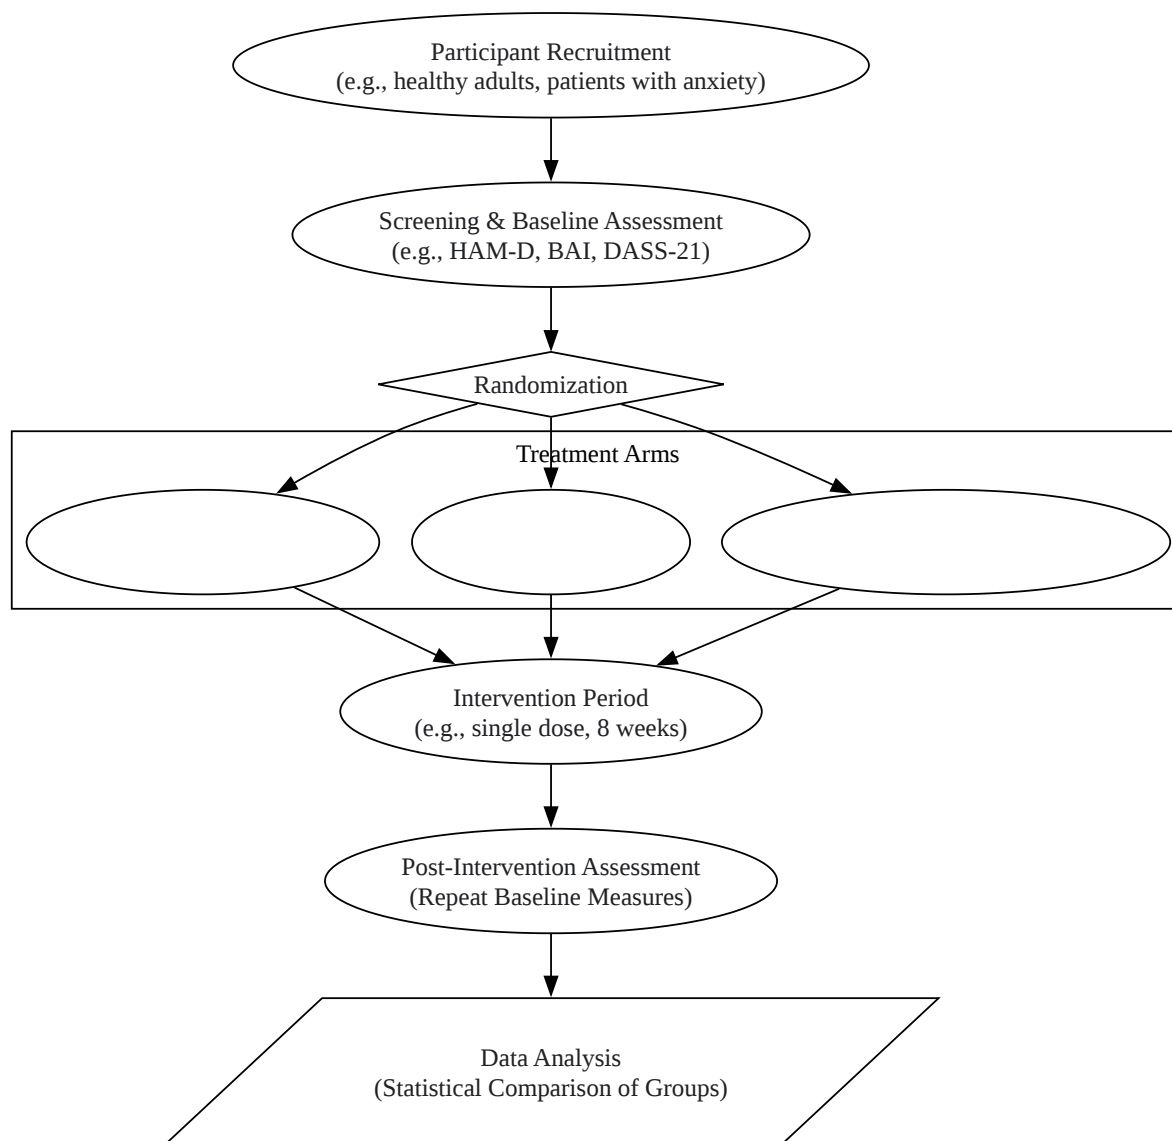 Participant Recruitment
(e.g., healthy adults, patients with anxiety)
Screening & Baseline Assessment
(e.g., HAM-D, BAI, DASS-21)
Randomization
Treatment Arms
Intervention Period
(e.g., single dose, 8 weeks)
Post-Intervention Assessment
(Repeat Baseline Measures)
Data Analysis
(Statistical Comparison of Groups)